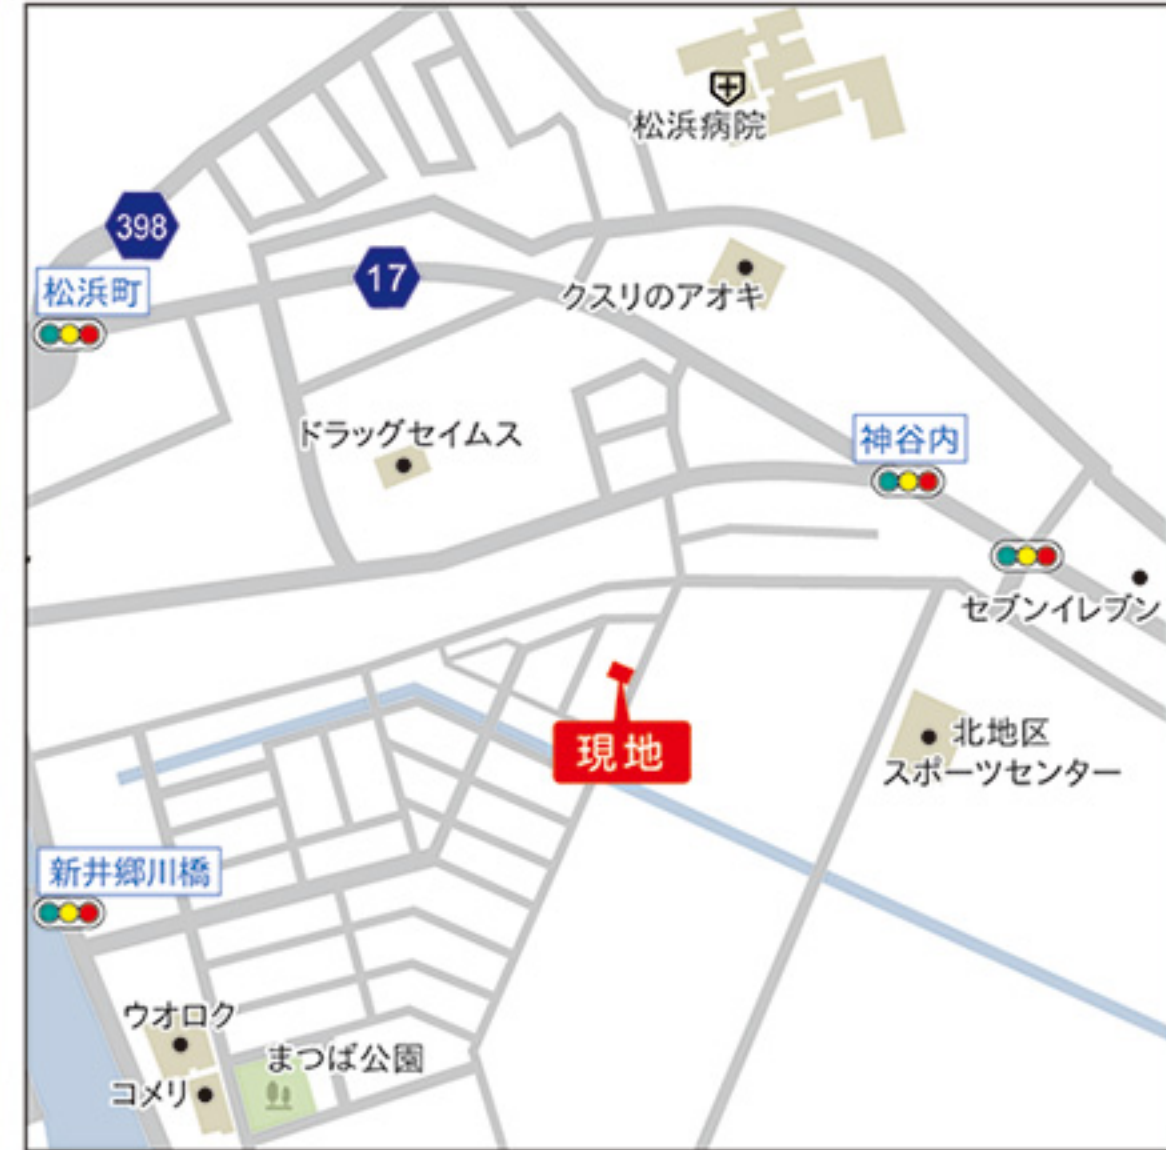 松浜病院
398
松浜町
17
クスリのアオキ
ドラッグセイムス
神谷内
セブンイレブン
現地
北地区
スポーツセンター
新井郷川橋
ウオロク
まつば公園
コメリ